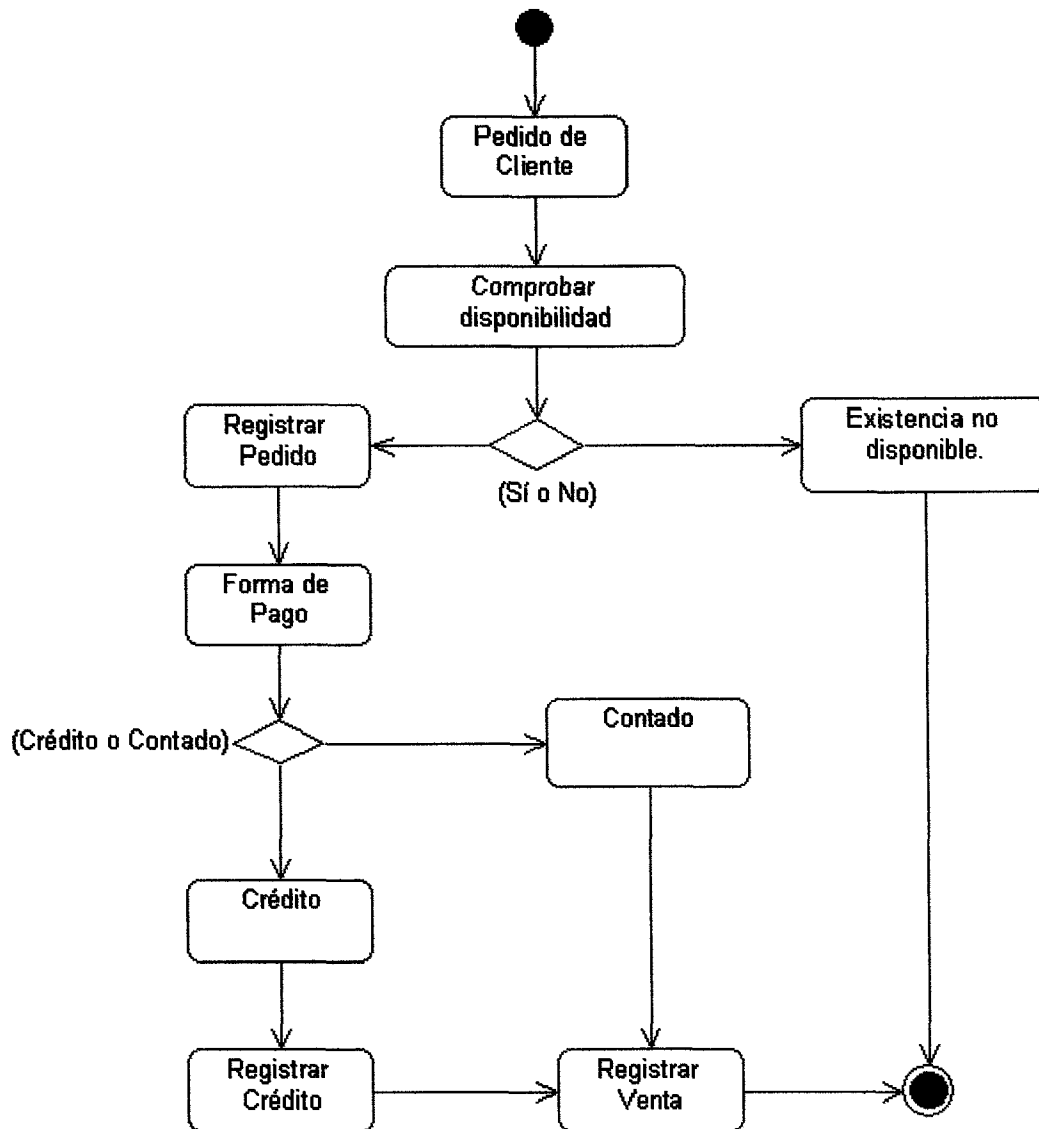 Pedido de
Cliente
Comprobar
disponibilidad
Registrar
Pedido
(Sí o No)
Existencia no
disponible.
Forma de
Pago
(Crédito o Contado)
Contado
Crédito
Registrar
Crédito
Registrar
Venta